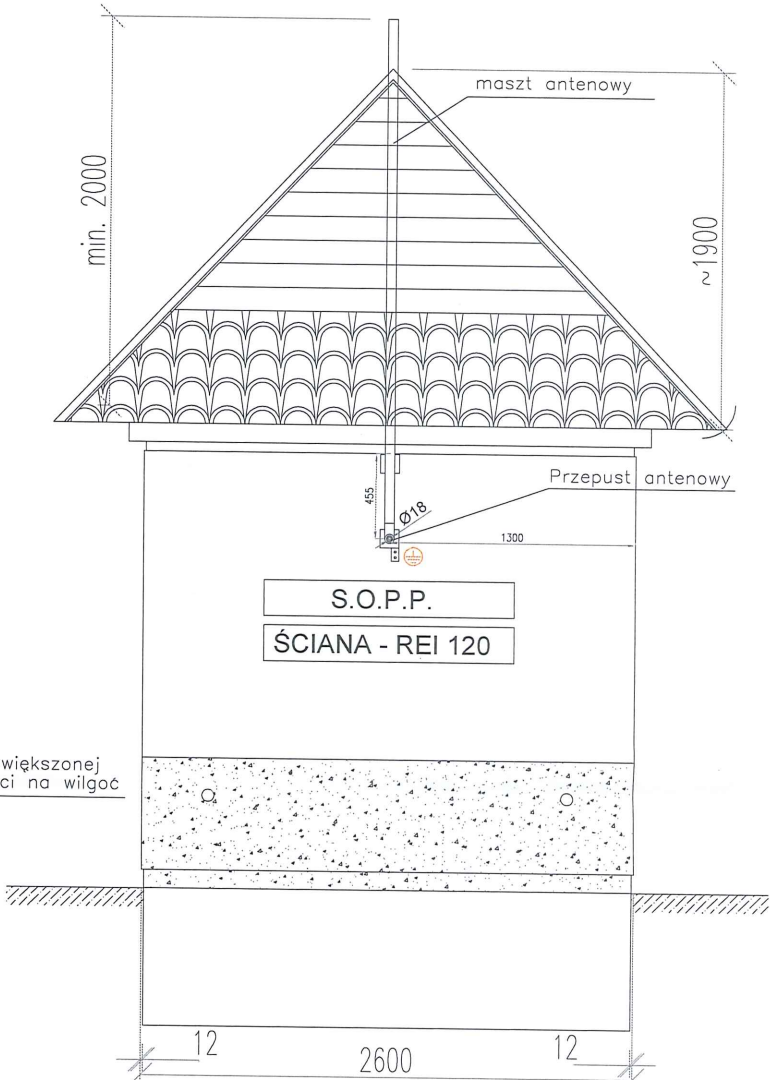 maszt antenowy
min. 2000
~1900
Przepust antenowy
455
Ø18
1300
S.O.P.P.
ŚCIANA - REI 120
większonej
ci na wilgoć
12
2600
12